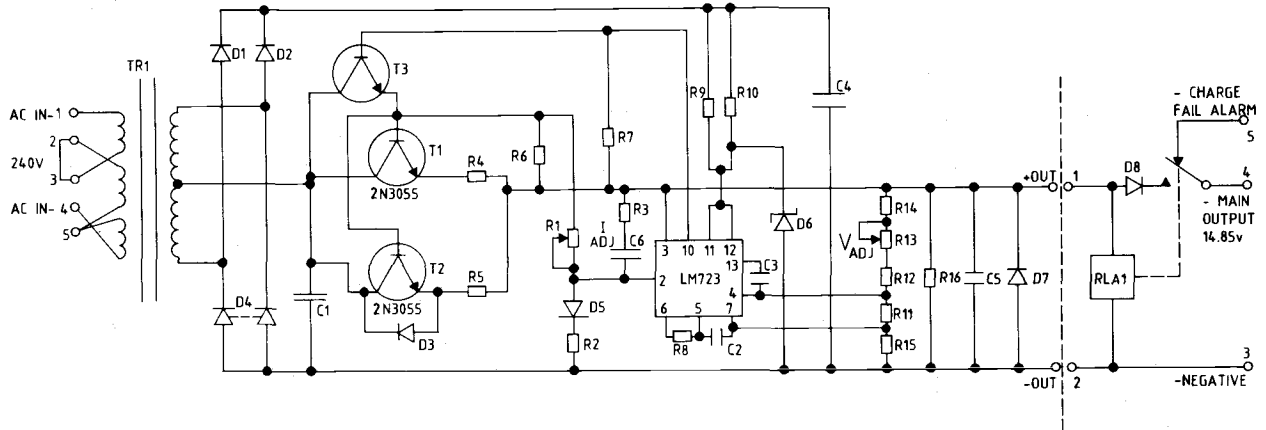 TR1
AC IN-1
2
240V
3
AC IN-4
5
D1
D2
D4
T3
T1
2N3055
T2
2N3055
D3
C1
R4
R5
R6
R7
R1
I
ADJ
R3
C6
D5
R2
R9
R10
C4
D6
3
10
11
12
13
LM723
2
4
6
5
7
C3
R8
C2
R14
R13
V ADJ
R12
R11
R15
R16
C5
D7
+OUT
1
-OUT
2
RLA1
D8
- CHARGE
FAIL ALARM
5
4
- MAIN
OUTPUT
14.85v
3
-NEGATIVE